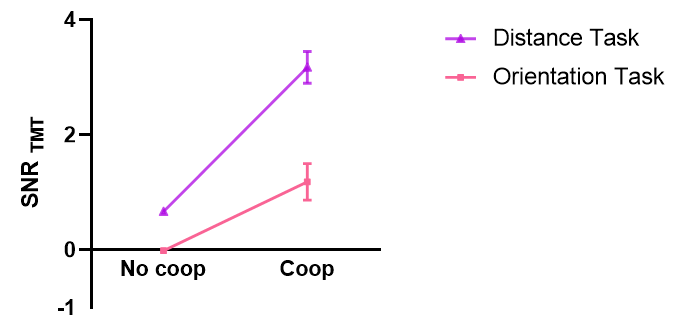 4
2
0
-1
SNR TMT
No coop
Coop
Distance Task
Orientation Task